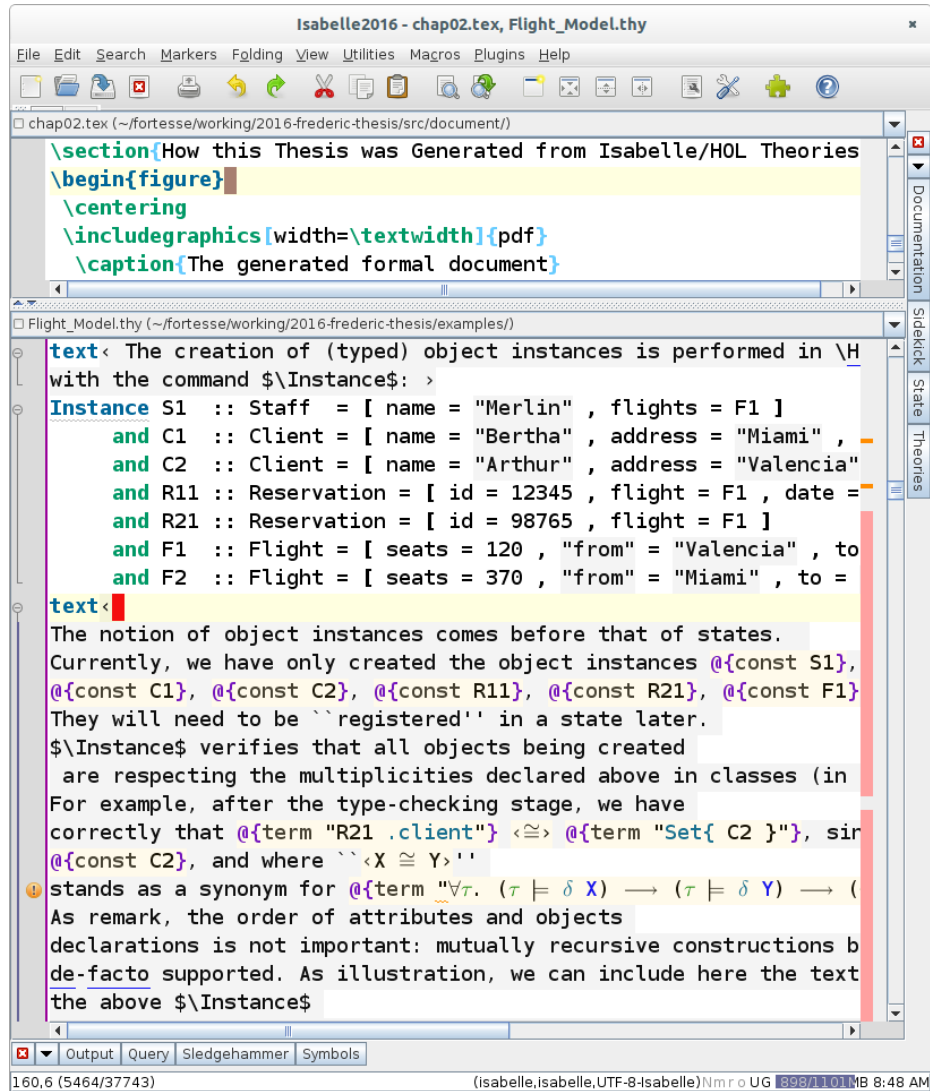 Isabelle2016 - chap02.tex, Flight_Model.thy
File Edit Search Markers Folding View Utilities Macros Plugins Help
chap02.tex (~/fortesse/working/2016-frederic-thesis/src/document/)
\section{How this Thesis was Generated from Isabelle/HOL Theories
\begin{figure}
\centering
\includegraphics[width=\textwidth]{pdf}
\caption{The generated formal document}
Flight_Model.thy (~/fortesse/working/2016-frederic-thesis/examples/)
text‹ The creation of (typed) object instances is performed in \H
with the command $\Instance$: ›
Instance S1 :: Staff = [ name = "Merlin" , flights = F1 ]
and C1 :: Client = [ name = "Bertha" , address = "Miami" ,
and C2 :: Client = [ name = "Arthur" , address = "Valencia"
and R11 :: Reservation = [ id = 12345 , flight = F1 , date =
and R21 :: Reservation = [ id = 98765 , flight = F1 ]
and F1 :: Flight = [ seats = 120 , "from" = "Valencia" , to
and F2 :: Flight = [ seats = 370 , "from" = "Miami" , to =
text‹
The notion of object instances comes before that of states.
Currently, we have only created the object instances @{const S1},
@{const C1}, @{const C2}, @{const R11}, @{const R21}, @{const F1}
They will need to be ``registered'' in a state later.
$\Instance$ verifies that all objects being created
are respecting the multiplicities declared above in classes (in
For example, after the type-checking stage, we have
correctly that @{term "R21 .client"} ‹≅› @{term "Set{ C2 }"}, sin
@{const C2}, and where ``‹X ≅ Y›''
stands as a synonym for @{term "∀τ. (τ ⊨ δ X) ⟶ (τ ⊨ δ Y) ⟶ (
As remark, the order of attributes and objects
declarations is not important: mutually recursive constructions b
de-facto supported. As illustration, we can include here the text
the above $\Instance$
Documentation
Sidekick
State
Theories
Output Query Sledgehammer Symbols
160,6 (5464/37743) (isabelle,isabelle,UTF-8-Isabelle) N m r o UG 898/1101MB 8:48 AM